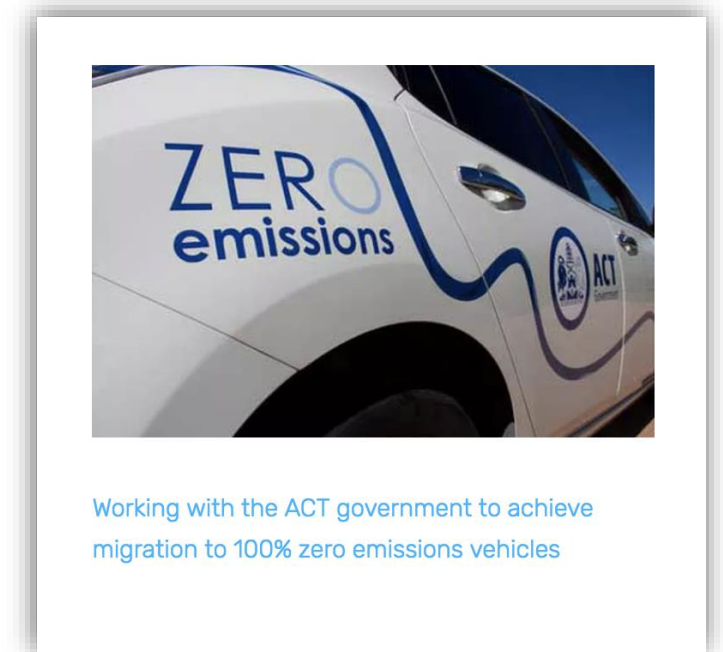 ZERO
emissions
ACT
Government
Working with the ACT government to achieve
migration to 100% zero emissions vehicles